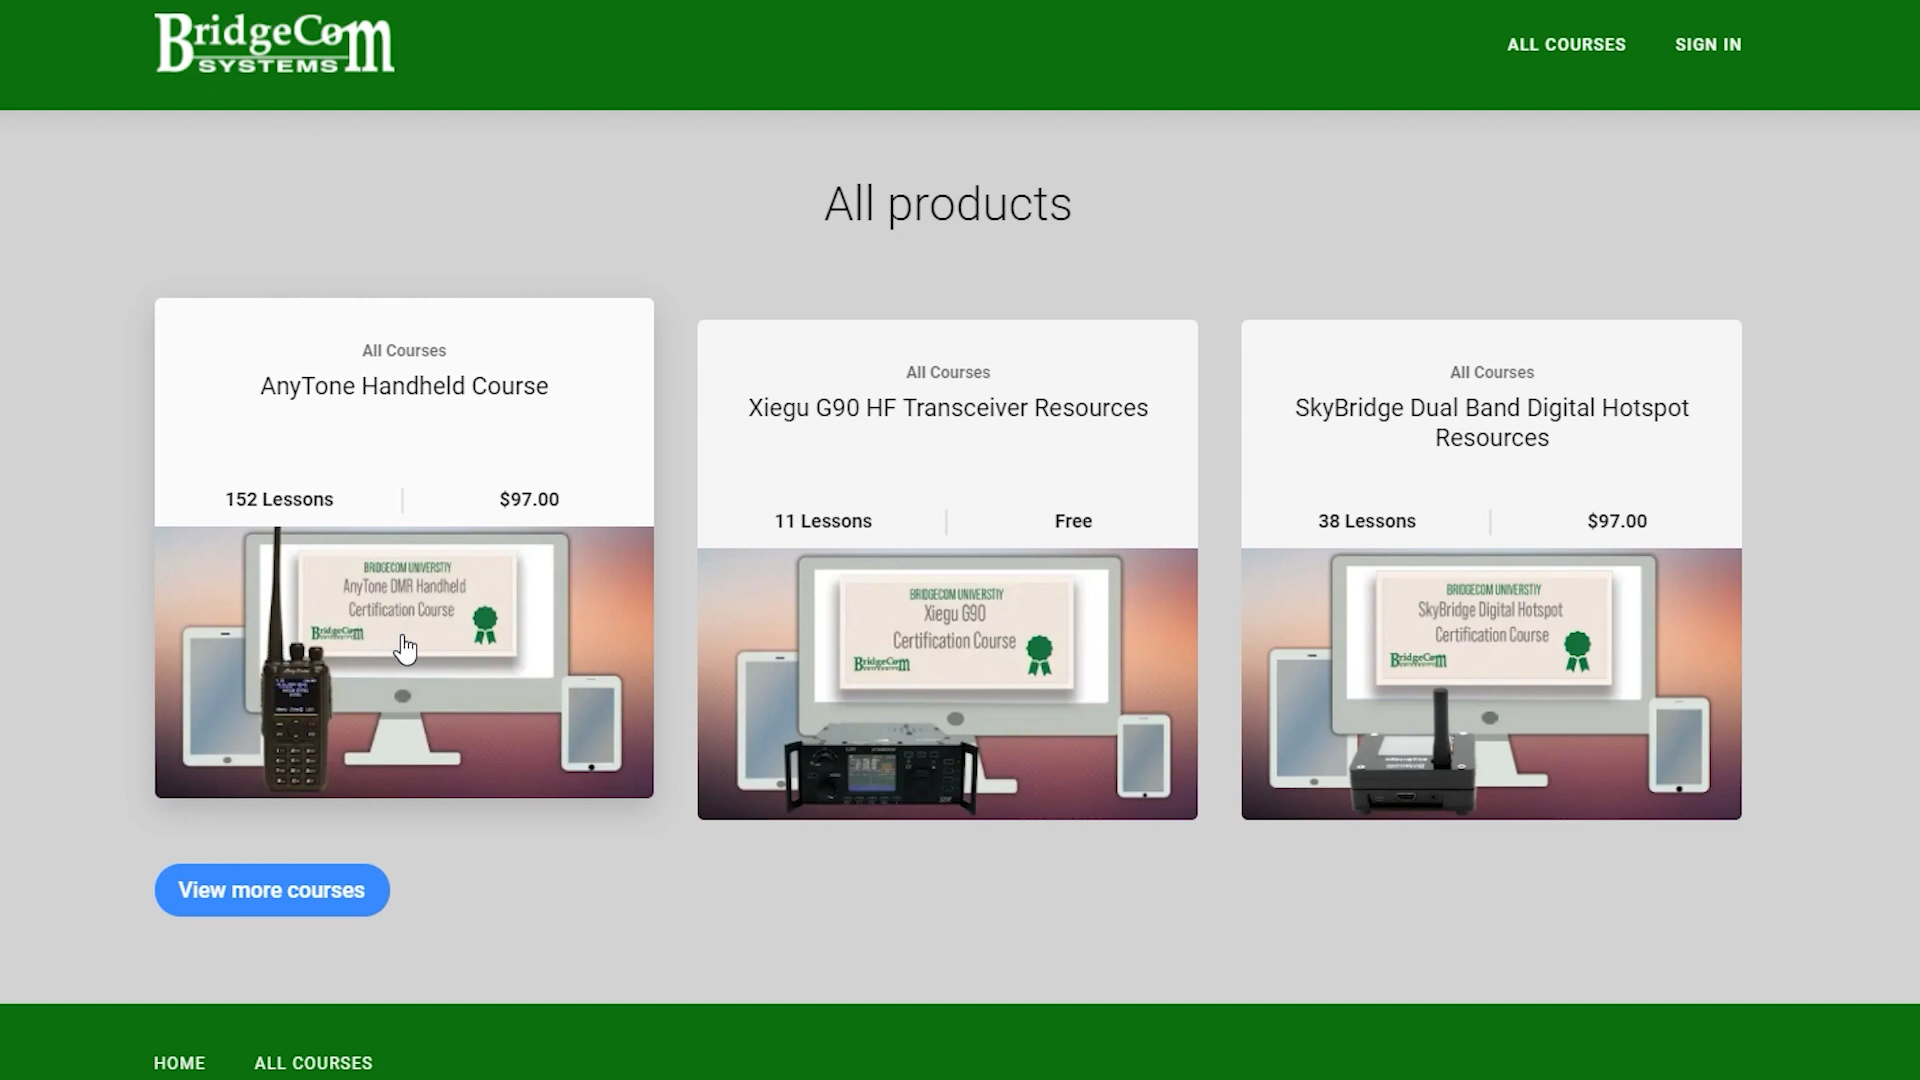 BridgeCom
SYSTEMS
ALL COURSES
SIGN IN
All products
All Courses
AnyTone Handheld Course
152 Lessons
$97.00
BRIDGECOM UNIVERSTIY
AnyTone DMR Handheld
Certification Course
BridgeCom
All Courses
Xiegu G90 HF Transceiver Resources
11 Lessons
Free
BRIDGECOM UNIVERSTIY
Xiegu G90
Certification Course
BridgeCom
All Courses
SkyBridge Dual Band Digital Hotspot
Resources
38 Lessons
$97.00
BRIDGECOM UNIVERSTIY
SkyBridge Digital Hotspot
Certification Course
BridgeCom
View more courses
HOME
ALL COURSES